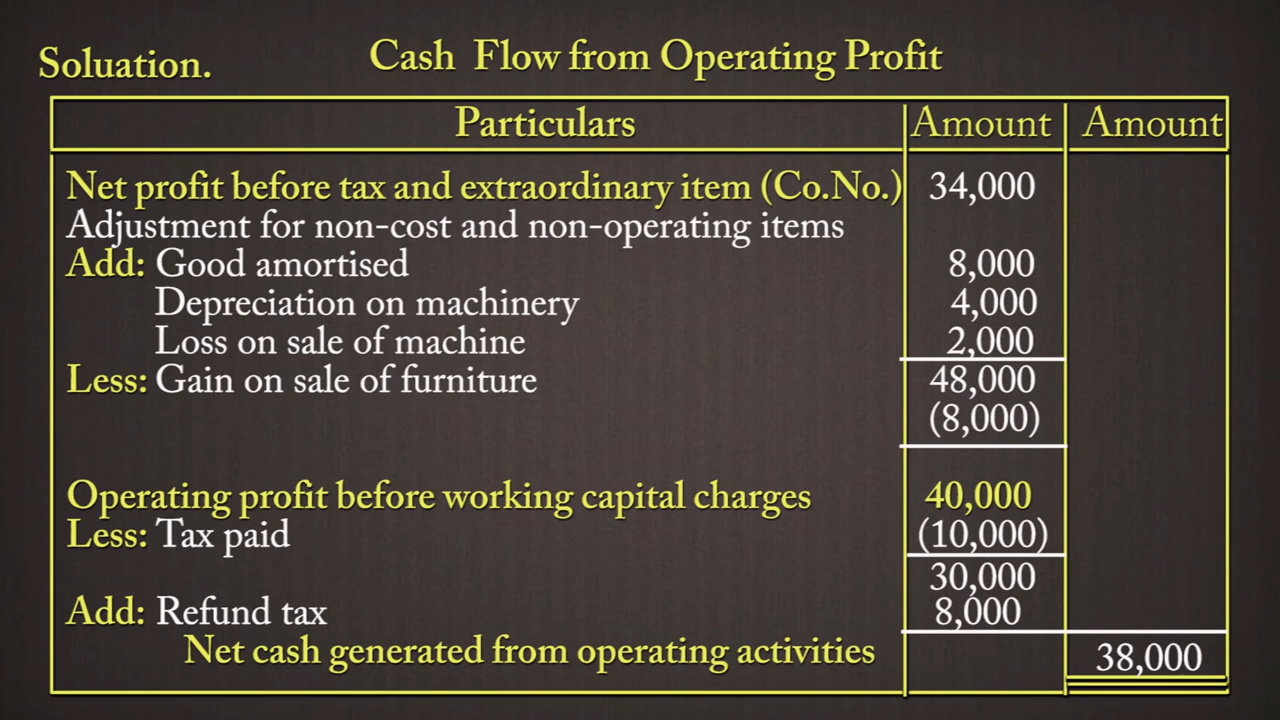 Soluation.
Cash Flow from Operating Profit
Particulars Amount Amount
Net profit before tax and extraordinary item (Co.No.) 34,000
Adjustment for non-cost and non-operating items
Add: Good amortised 8,000
Depreciation on machinery 4,000
Loss on sale of machine 2,000
Less: Gain on sale of furniture 48,000
(8,000)
Operating profit before working capital charges 40,000
Less: Tax paid (10,000)
30,000
Add: Refund tax 8,000
Net cash generated from operating activities 38,000